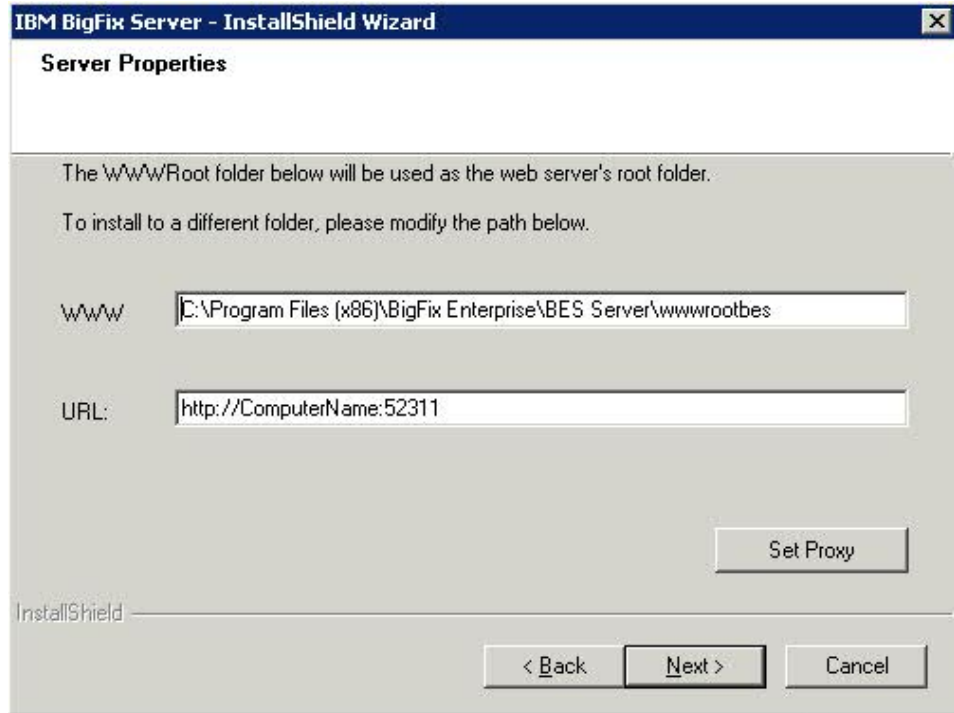 IBM BigFix Server - InstallShield Wizard
Server Properties
The WWWRoot folder below will be used as the web server's root folder.
To install to a different folder, please modify the path below.
WWW
C:\Program Files (x86)\BigFix Enterprise\BES Server\wwwrootbes
URL:
http://ComputerName:52311
Set Proxy
InstallShield
< Back
Next >
Cancel